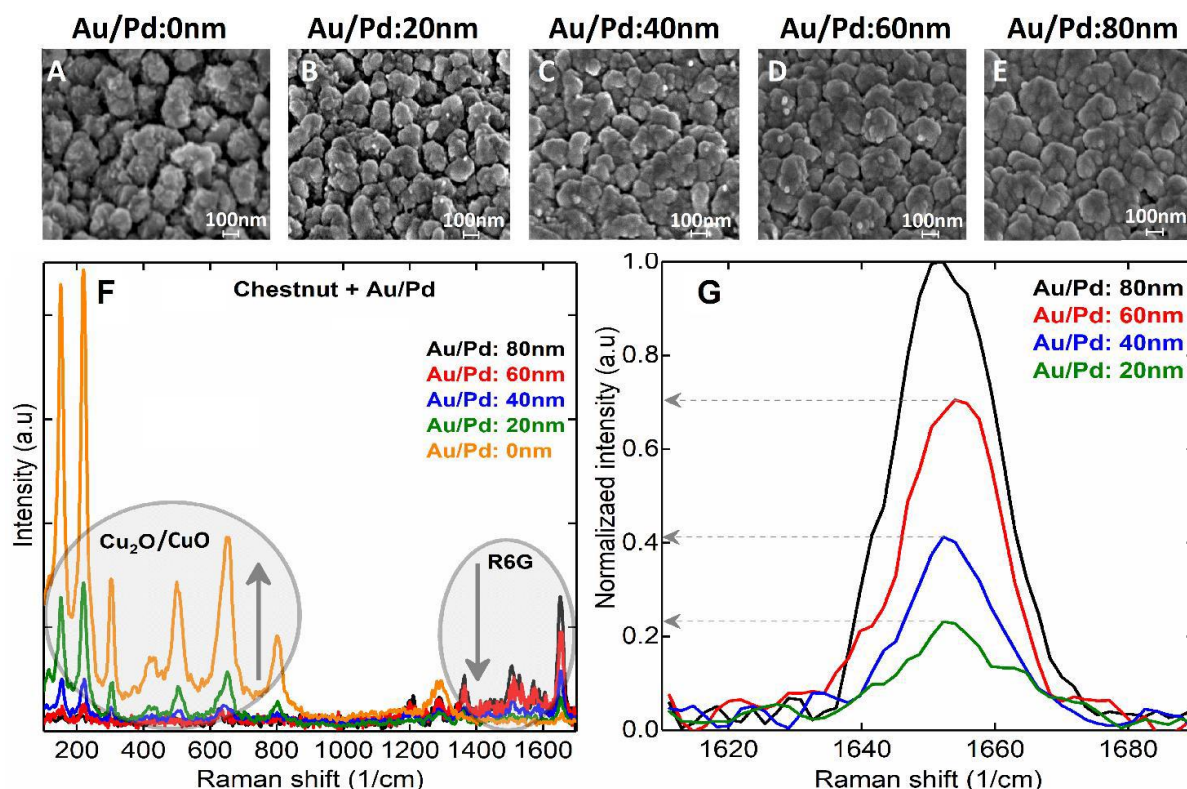 Au/Pd:0nm
Au/Pd:20nm
Au/Pd:40nm
Au/Pd:60nm
Au/Pd:80nm
A
B
C
D
E
100nm
100nm
100nm
100nm
100nm
F
Chestnut + Au/Pd
Au/Pd: 80nm
Au/Pd: 60nm
Au/Pd: 40nm
Au/Pd: 20nm
Au/Pd: 0nm
Cu₂O/CuO
R6G
Intensity (a.u)
200 400 600 800 1000 1200 1400 1600
Raman shift (1/cm)
G
Au/Pd: 80nm
Au/Pd: 60nm
Au/Pd: 40nm
Au/Pd: 20nm
Normalizaed intensity (a.u)
1.0
0.8
0.6
0.4
0.2
0.0
1620 1640 1660 1680
Raman shift (1/cm)